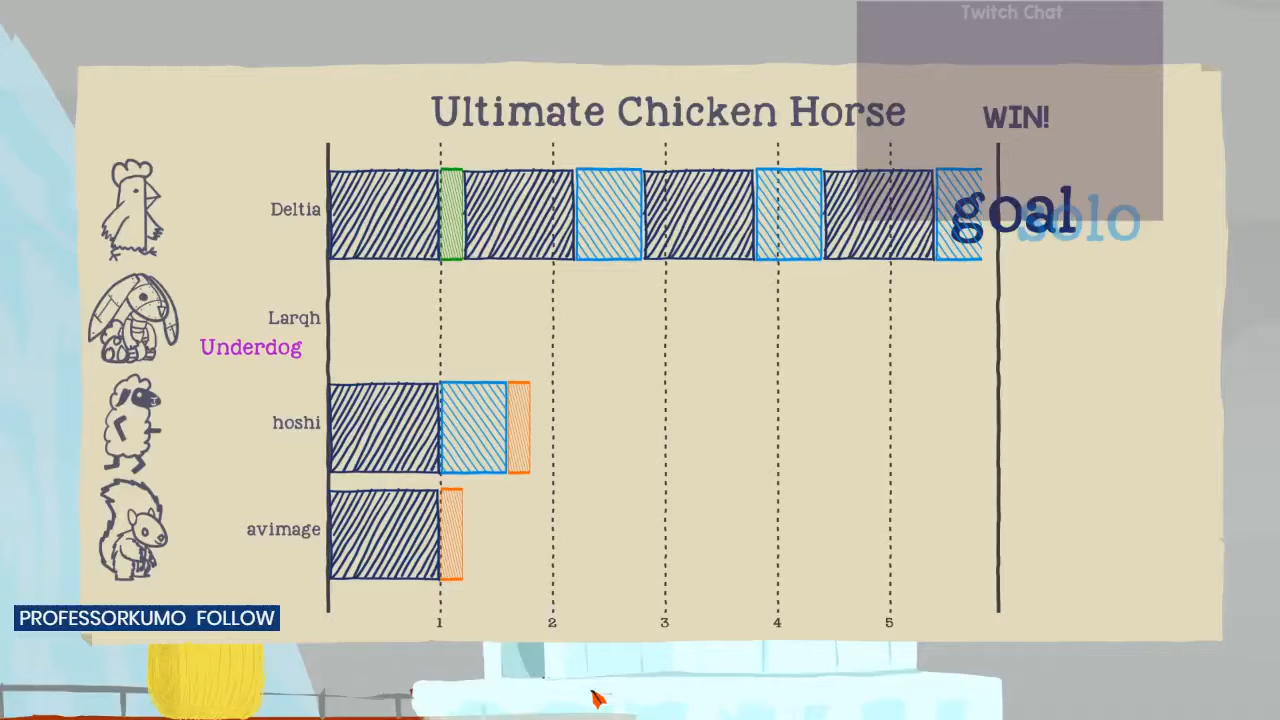 Twitch Chat
Ultimate Chicken Horse
WIN!
Deltia
goal
solo
Larqh
Underdog
hoshi
avimage
PROFESSORKUMO FOLLOW
1 2 3 4 5